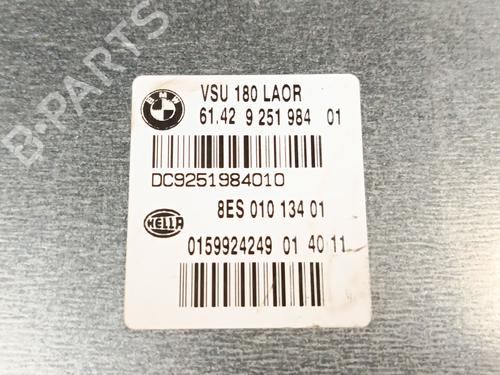 B-PARTS
BMW
VSU 180 LAOR
61.42 9 251 984 01
DC9251984010
8ES 010 134 01
HELLA
0159924249 01 40 11